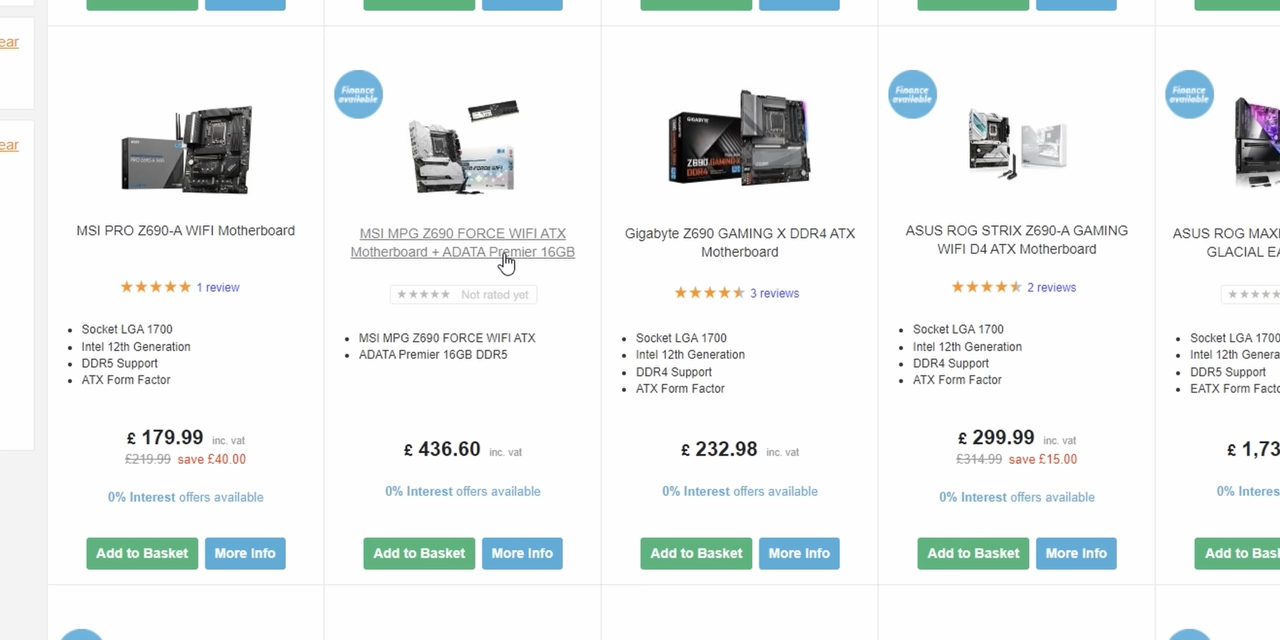 ear
ear
Finance
available
MSI PRO Z690-A WIFI Motherboard
1 review
Socket LGA 1700
Intel 12th Generation
DDR5 Support
ATX Form Factor
£ 179.99 inc. vat
£219.99 save £40.00
0% Interest offers available
Add to Basket
More Info
MSI MPG Z690 FORCE WIFI ATX
Motherboard + ADATA Premier 16GB
Not rated yet
MSI MPG Z690 FORCE WIFI ATX
ADATA Premier 16GB DDR5
£ 436.60 inc. vat
0% Interest offers available
Add to Basket
More Info
GIGABYTE
Z690 GAMING X
DDR4
Gigabyte Z690 GAMING X DDR4 ATX
Motherboard
3 reviews
Socket LGA 1700
Intel 12th Generation
DDR4 Support
ATX Form Factor
£ 232.98 inc. vat
0% Interest offers available
Add to Basket
More Info
Finance
available
ASUS ROG STRIX Z690-A GAMING
WIFI D4 ATX Motherboard
2 reviews
Socket LGA 1700
Intel 12th Generation
DDR4 Support
ATX Form Factor
£ 299.99 inc. vat
£314.99 save £15.00
0% Interest offers available
Add to Basket
More Info
Finance
available
ASUS ROG MAXI
GLACIAL EA
Socket LGA 1700
Intel 12th Genera
DDR5 Support
EATX Form Facto
£ 1,73
0% Interes
Add to Bas